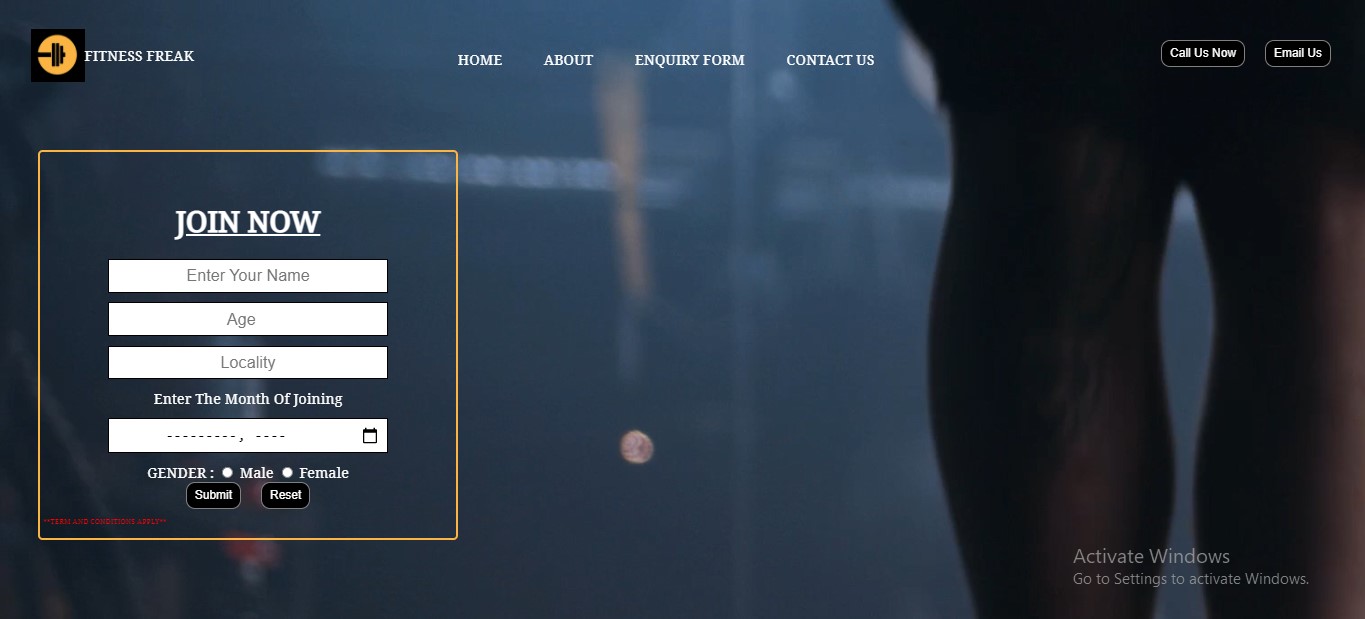 FITNESS FREAK
HOME ABOUT ENQUIRY FORM CONTACT US
Call Us Now Email Us
JOIN NOW
Enter Your Name
Age
Locality
Enter The Month Of Joining
---------, ----
GENDER : Male Female
Submit Reset
**TERM AND CONDITIONS APPLY**
Activate Windows
Go to Settings to activate Windows.